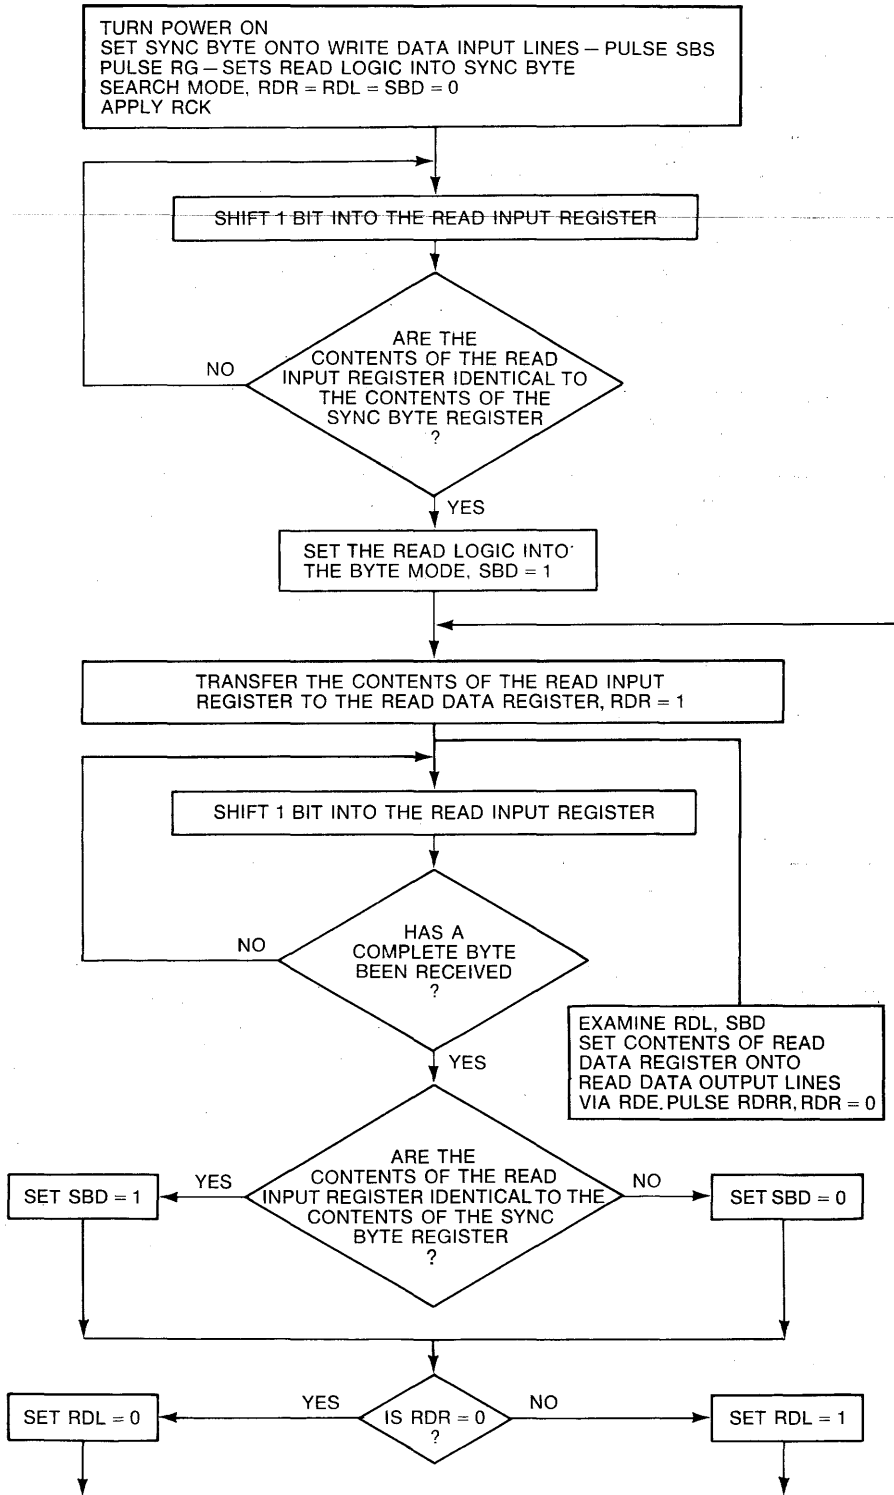 TURN POWER ON
SET SYNC BYTE ONTO WRITE DATA INPUT LINES – PULSE SBS
PULSE RG – SETS READ LOGIC INTO SYNC BYTE
SEARCH MODE, RDR = RDL = SBD = 0
APPLY RCK
SHIFT 1 BIT INTO THE READ INPUT REGISTER
ARE THE
CONTENTS OF THE READ
INPUT REGISTER IDENTICAL TO
THE CONTENTS OF THE
SYNC BYTE REGISTER
?
NO
YES
SET THE READ LOGIC INTO
THE BYTE MODE, SBD = 1
TRANSFER THE CONTENTS OF THE READ INPUT
REGISTER TO THE READ DATA REGISTER, RDR = 1
SHIFT 1 BIT INTO THE READ INPUT REGISTER
HAS A
COMPLETE BYTE
BEEN RECEIVED
?
NO
YES
EXAMINE RDL, SBD
SET CONTENTS OF READ
DATA REGISTER ONTO
READ DATA OUTPUT LINES
VIA RDE. PULSE RDRR, RDR = 0
ARE THE
CONTENTS OF THE READ
INPUT REGISTER IDENTICAL TO THE
CONTENTS OF THE SYNC
BYTE REGISTER
?
YES
NO
SET SBD = 1
SET SBD = 0
IS RDR = 0
?
YES
NO
SET RDL = 0
SET RDL = 1